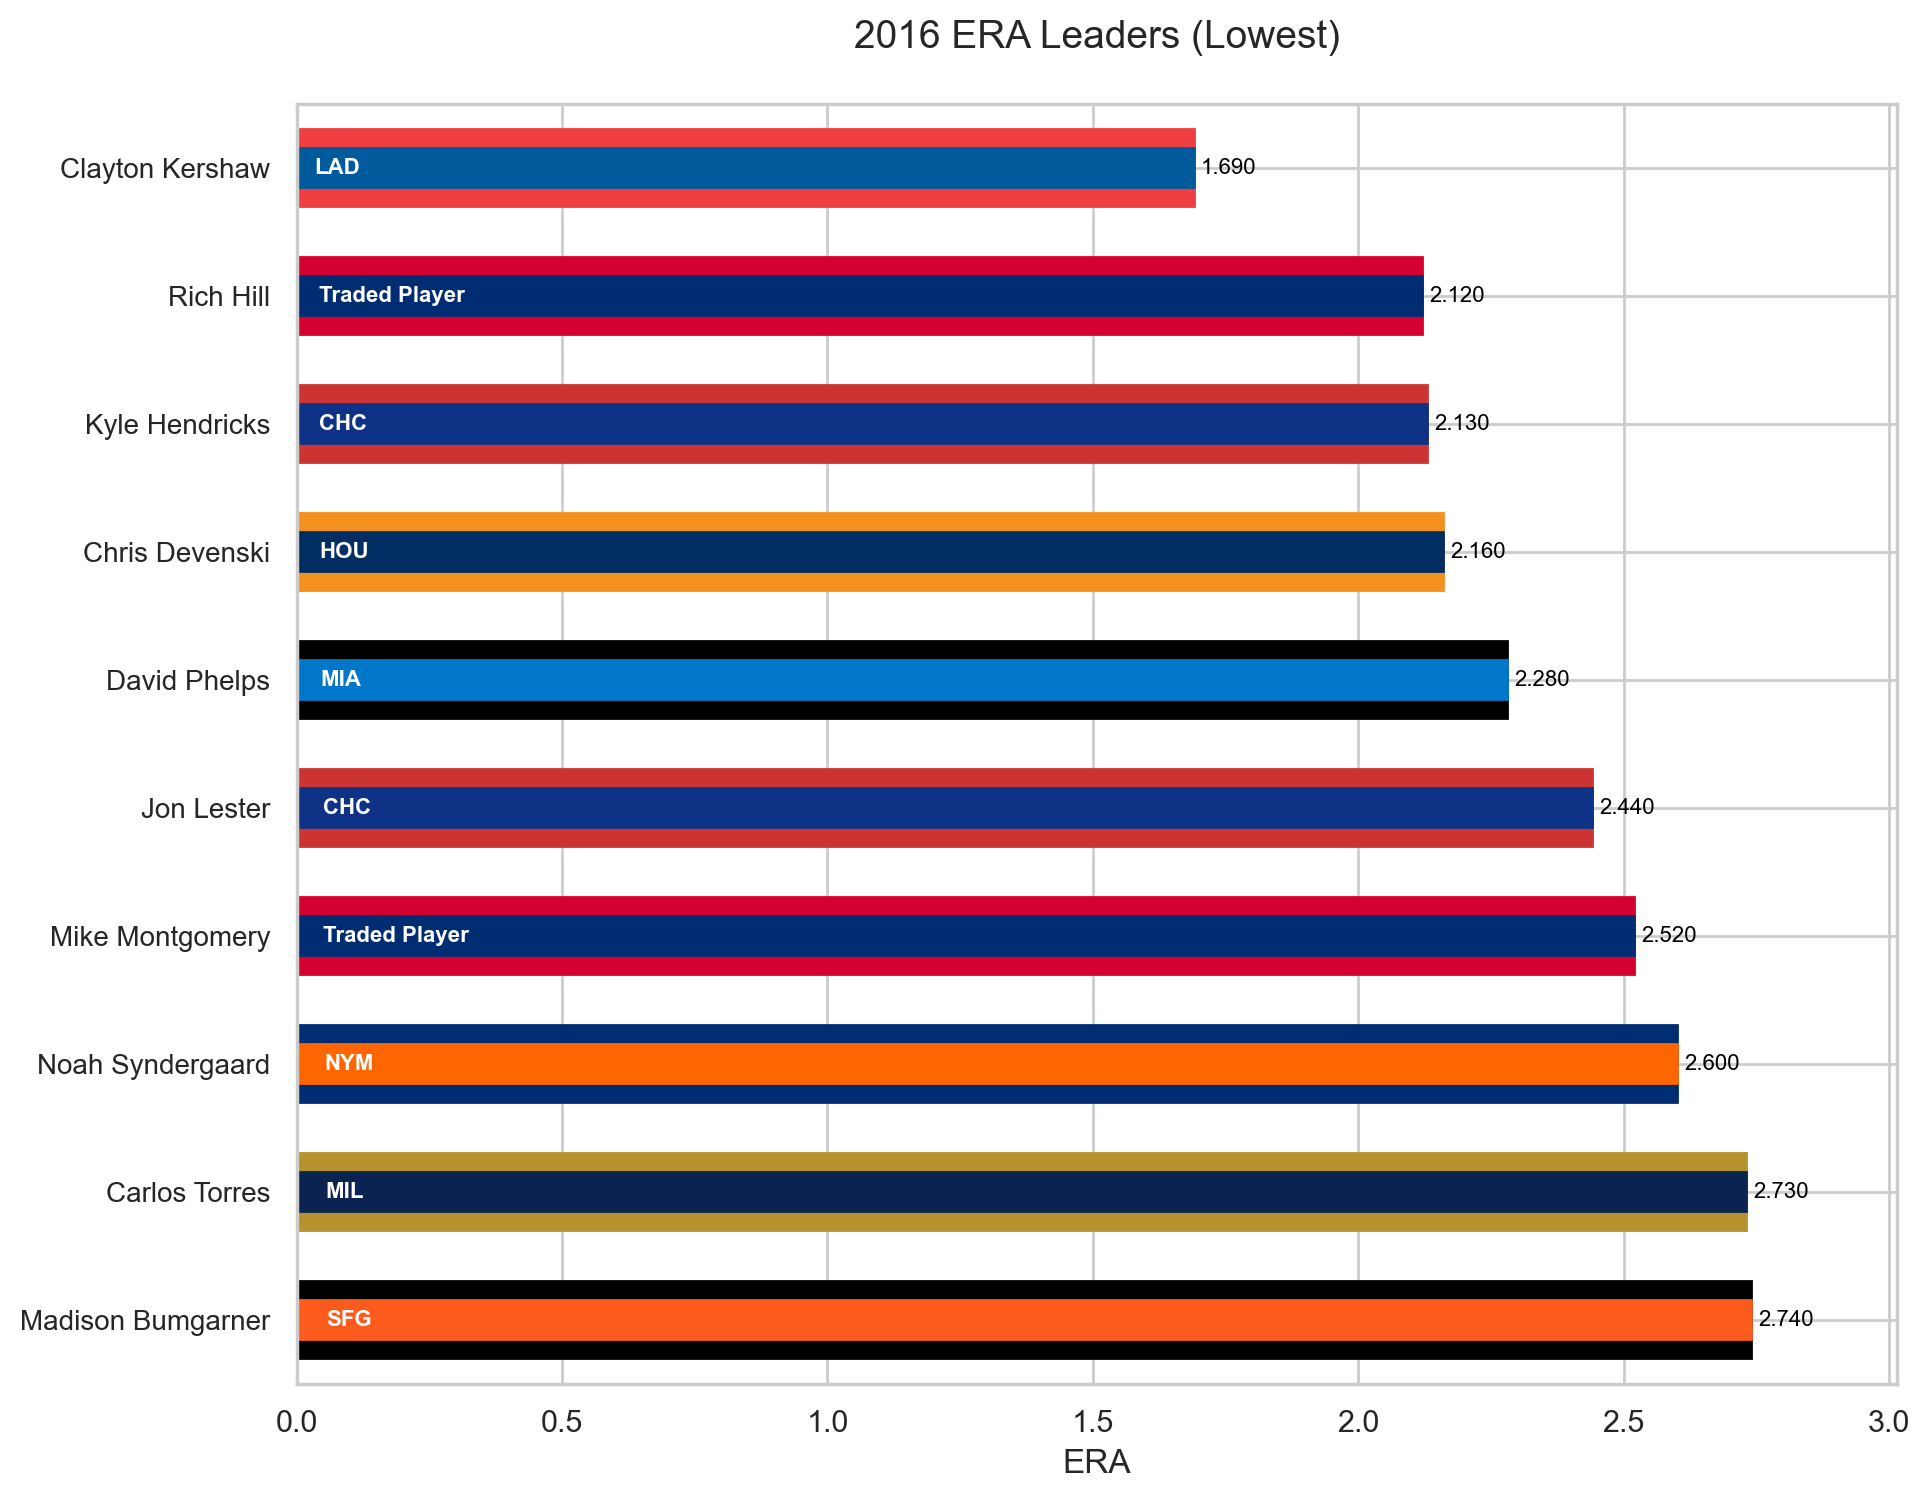 2016 ERA Leaders (Lowest)
Clayton Kershaw LAD 1.690
Rich Hill Traded Player 2.120
Kyle Hendricks CHC 2.130
Chris Devenski HOU 2.160
David Phelps MIA 2.280
Jon Lester CHC 2.440
Mike Montgomery Traded Player 2.520
Noah Syndergaard NYM 2.600
Carlos Torres MIL 2.730
Madison Bumgarner SFG 2.740
0.0 0.5 1.0 1.5 2.0 2.5 3.0
ERA